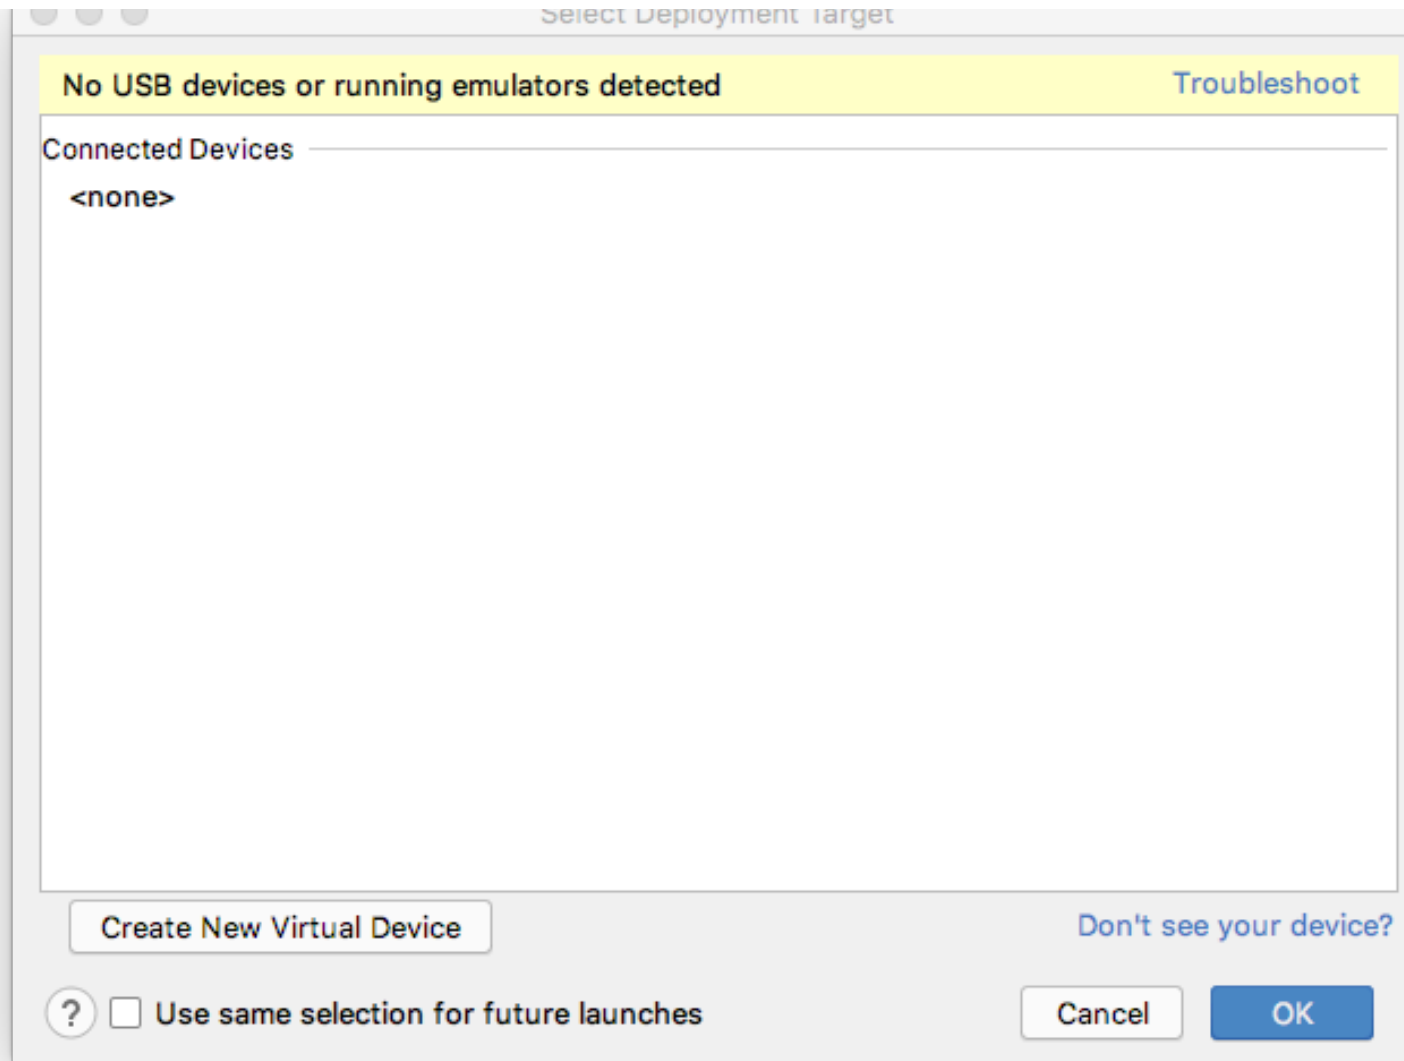 Select Deployment Target
No USB devices or running emulators detected Troubleshoot
Connected Devices
<none>
Create New Virtual Device Don't see your device?
? Use same selection for future launches Cancel OK